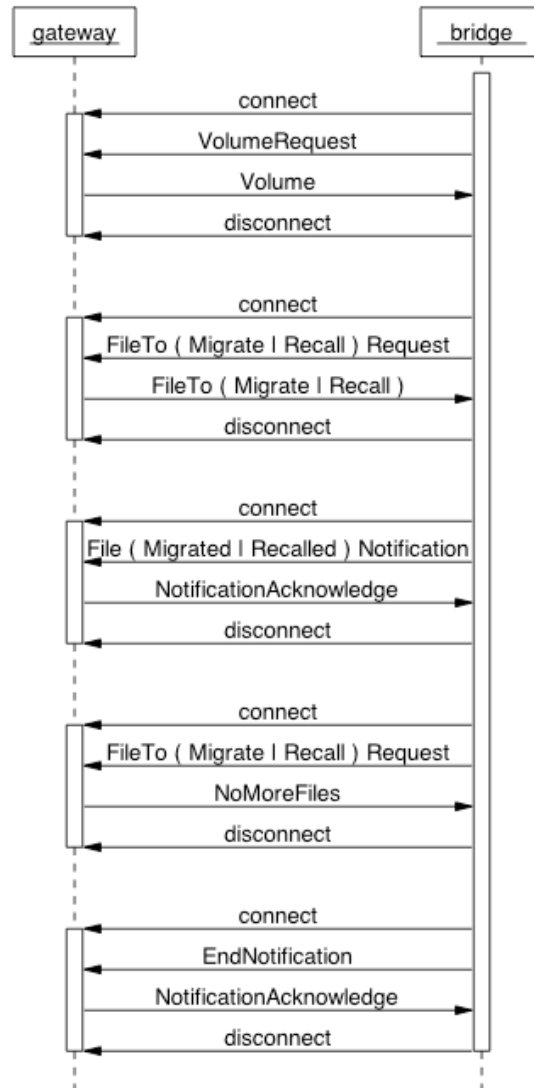 gateway
bridge
connect
VolumeRequest
Volume
disconnect
connect
FileTo ( Migrate | Recall ) Request
FileTo ( Migrate | Recall )
disconnect
connect
File ( Migrated | Recalled ) Notification
NotificationAcknowledge
disconnect
connect
FileTo ( Migrate | Recall ) Request
NoMoreFiles
disconnect
connect
EndNotification
NotificationAcknowledge
disconnect